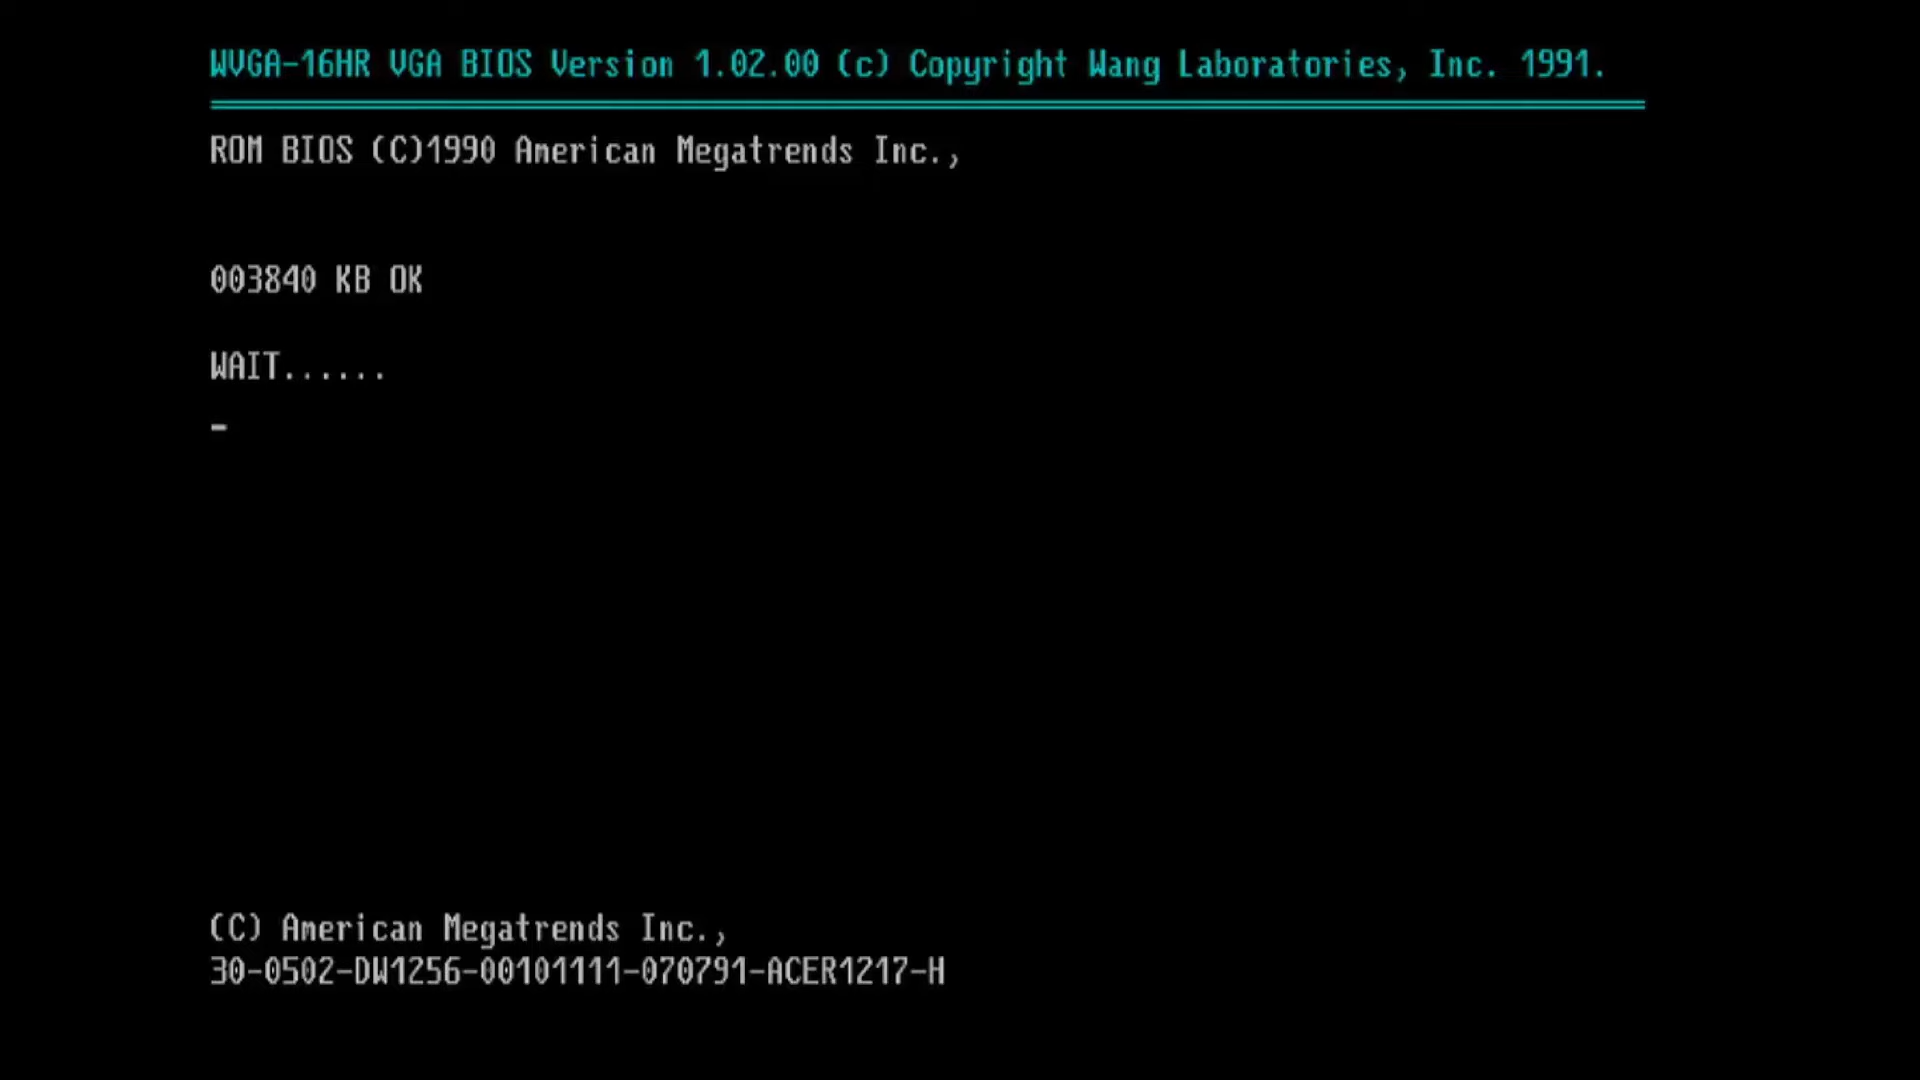 WVGA-16HR VGA BIOS Version 1.02.00 (c) Copyright Wang Laboratories, Inc. 1991.
ROM BIOS (C)1990 American Megatrends Inc.,
003840 KB OK
WAIT......
(C) American Megatrends Inc.,
30-0502-DW1256-00101111-070791-ACER1217-H